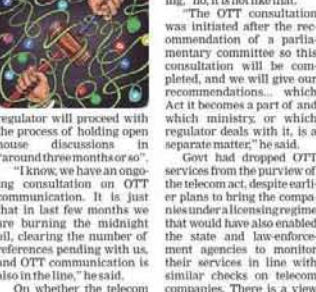 regulator will proceed with
the process of holding open
house discussions in
"around three months or so".
"I know, we have an ongo-
ing consultation on OTT
communication. It is just
that in last few months we
are burning the midnight
oil, clearing the number of
references pending with us,
and OTT communication is
also in the line," he said.
On whether the telecom
ing, "no, it is not like that.
"The OTT consultation
was initiated after the rec-
ommendation of a parlia-
mentary committee so this
consultation will be com-
pleted, and we will give our
recommendations... which
Act it becomes a part of and
which ministry, or which
regulator deals with it, is a
separate matter," he said.
Govt had dropped OTT
services from the purview of
the telecom act, despite earli-
er plans to bring the compa-
nies under a licensing regime
that would have also enabled
the state and law-enforce-
ment agencies to monitor
their services in line with
similar checks on telecom
companies. There is a view